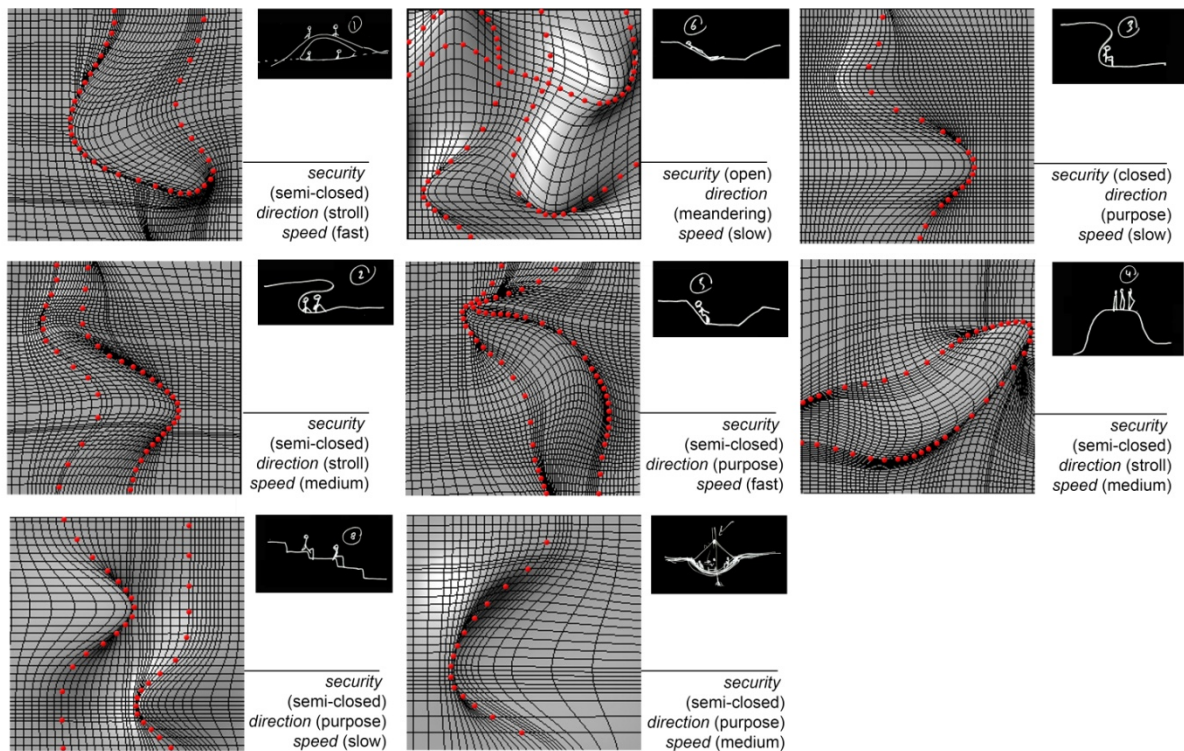 1
security
(semi-closed)
direction (stroll)
speed (fast)
6
security (open)
direction
(meandering)
speed (slow)
3
security (closed)
direction
(purpose)
speed (slow)
2
security
(semi-closed)
direction (stroll)
speed (medium)
5
security
(semi-closed)
direction (purpose)
speed (fast)
4
security
(semi-closed)
direction (stroll)
speed (medium)
8
security
(semi-closed)
direction (purpose)
speed (slow)
security
(semi-closed)
direction (purpose)
speed (medium)